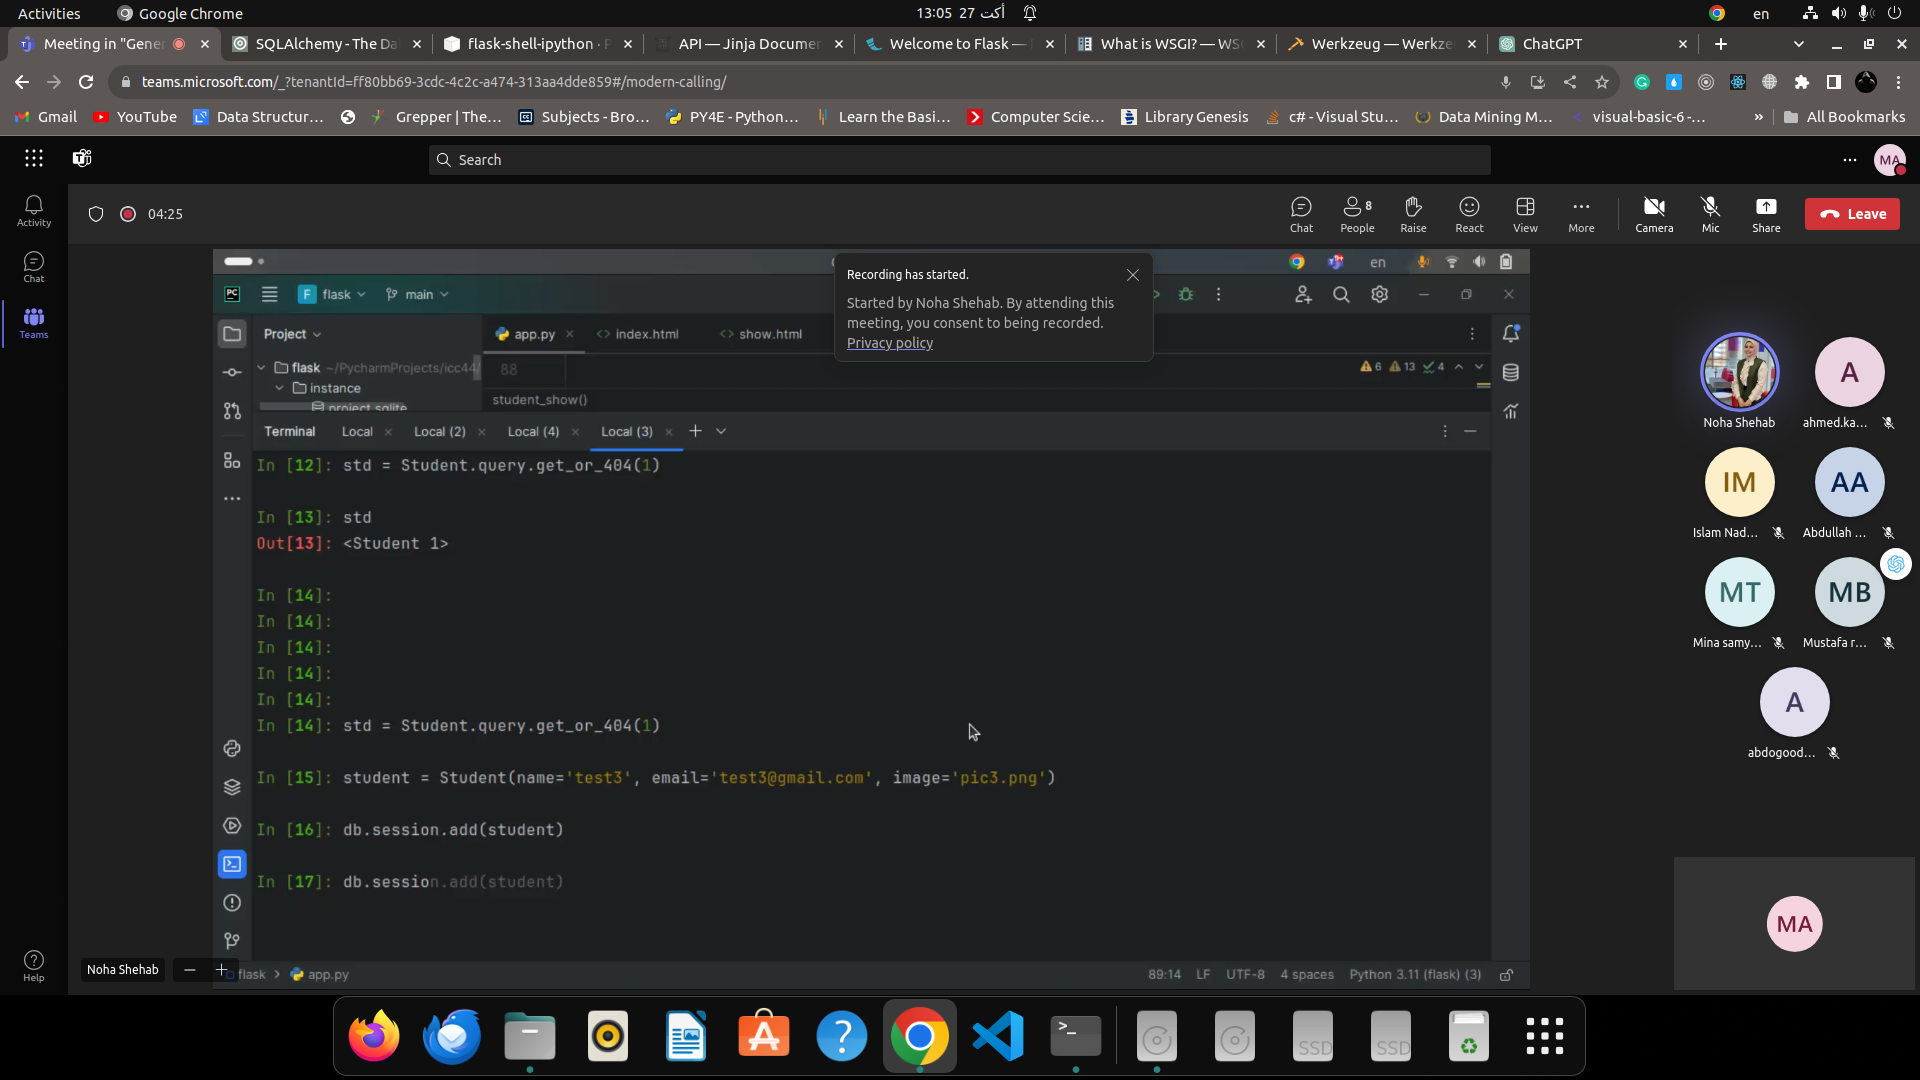 Activities
Google Chrome
13:05 27 أكت
en
Meeting in "Gener
SQLAlchemy - The Da
flask-shell-ipython · P
API — Jinja Documen
Welcome to Flask —
What is WSGI? — WS
Werkzeug — Werkze
ChatGPT
teams.microsoft.com/_?tenantId=ff80bb69-3cdc-4c2c-a474-313aa4dde859#/modern-calling/
Gmail
YouTube
Data Structur...
Grepper | The...
Subjects - Bro...
PY4E - Python...
Learn the Basi...
Computer Scie...
Library Genesis
c# - Visual Stu...
Data Mining M...
visual-basic-6 -...
»
All Bookmarks
Search
MA
Activity
Chat
Teams
Help
04:25
Chat
People 8
Raise
React
View
More
Camera
Mic
Share
Leave
en
Recording has started.
Started by Noha Shehab. By attending this
meeting, you consent to being recorded.
Privacy policy
PC
F flask
main
Project
app.py
index.html
show.html
flask ~/PycharmProjects/icc44/
instance
project.sqlite
88
6 13 4
student_show()
Terminal
Local
Local (2)
Local (4)
Local (3)
In [12]: std = Student.query.get_or_404(1)
In [13]: std
Out[13]: <Student 1>
In [14]:
In [14]:
In [14]:
In [14]:
In [14]:
In [14]: std = Student.query.get_or_404(1)
In [15]: student = Student(name='test3', email='test3@gmail.com', image='pic3.png')
In [16]: db.session.add(student)
In [17]: db.session.add(student)
flask > app.py
89:14 LF UTF-8 4 spaces Python 3.11 (flask) (3)
Noha Shehab
Noha Shehab
A
ahmed.ka...
IM
Islam Nad...
AA
Abdullah ...
MT
Mina samy...
MB
Mustafa r...
A
abdogood...
MA
SSD
SSD